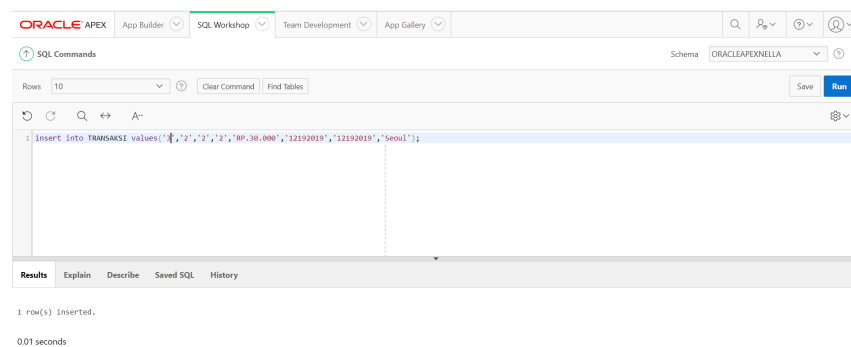 ORACLE APEX App Builder SQL Workshop Team Development App Gallery
SQL Commands Schema ORACLEAPEXNELLA
Rows 10 Clear Command Find Tables Save Run
A··
1 insert into TRANSAKSI values('3','2','2','2','RP.30.000','12192019','12192019','Seoul');
Results Explain Describe Saved SQL History
1 row(s) inserted.
0.01 seconds